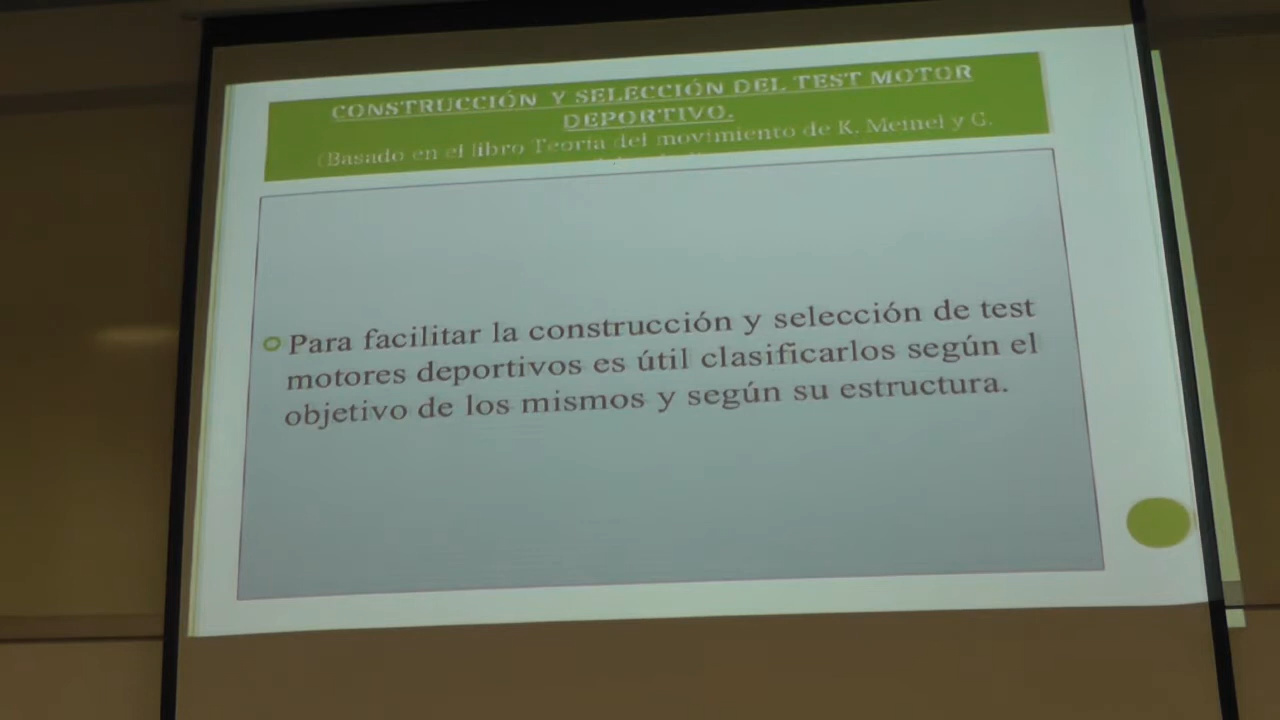 CONSTRUCCIÓN Y SELECCIÓN DEL TEST MOTOR
DEPORTIVO.
(Basado en el libro Teoría del movimiento de K. Meinel y G.
Para facilitar la construcción y selección de test
motores deportivos es útil clasificarlos según el
objetivo de los mismos y según su estructura.